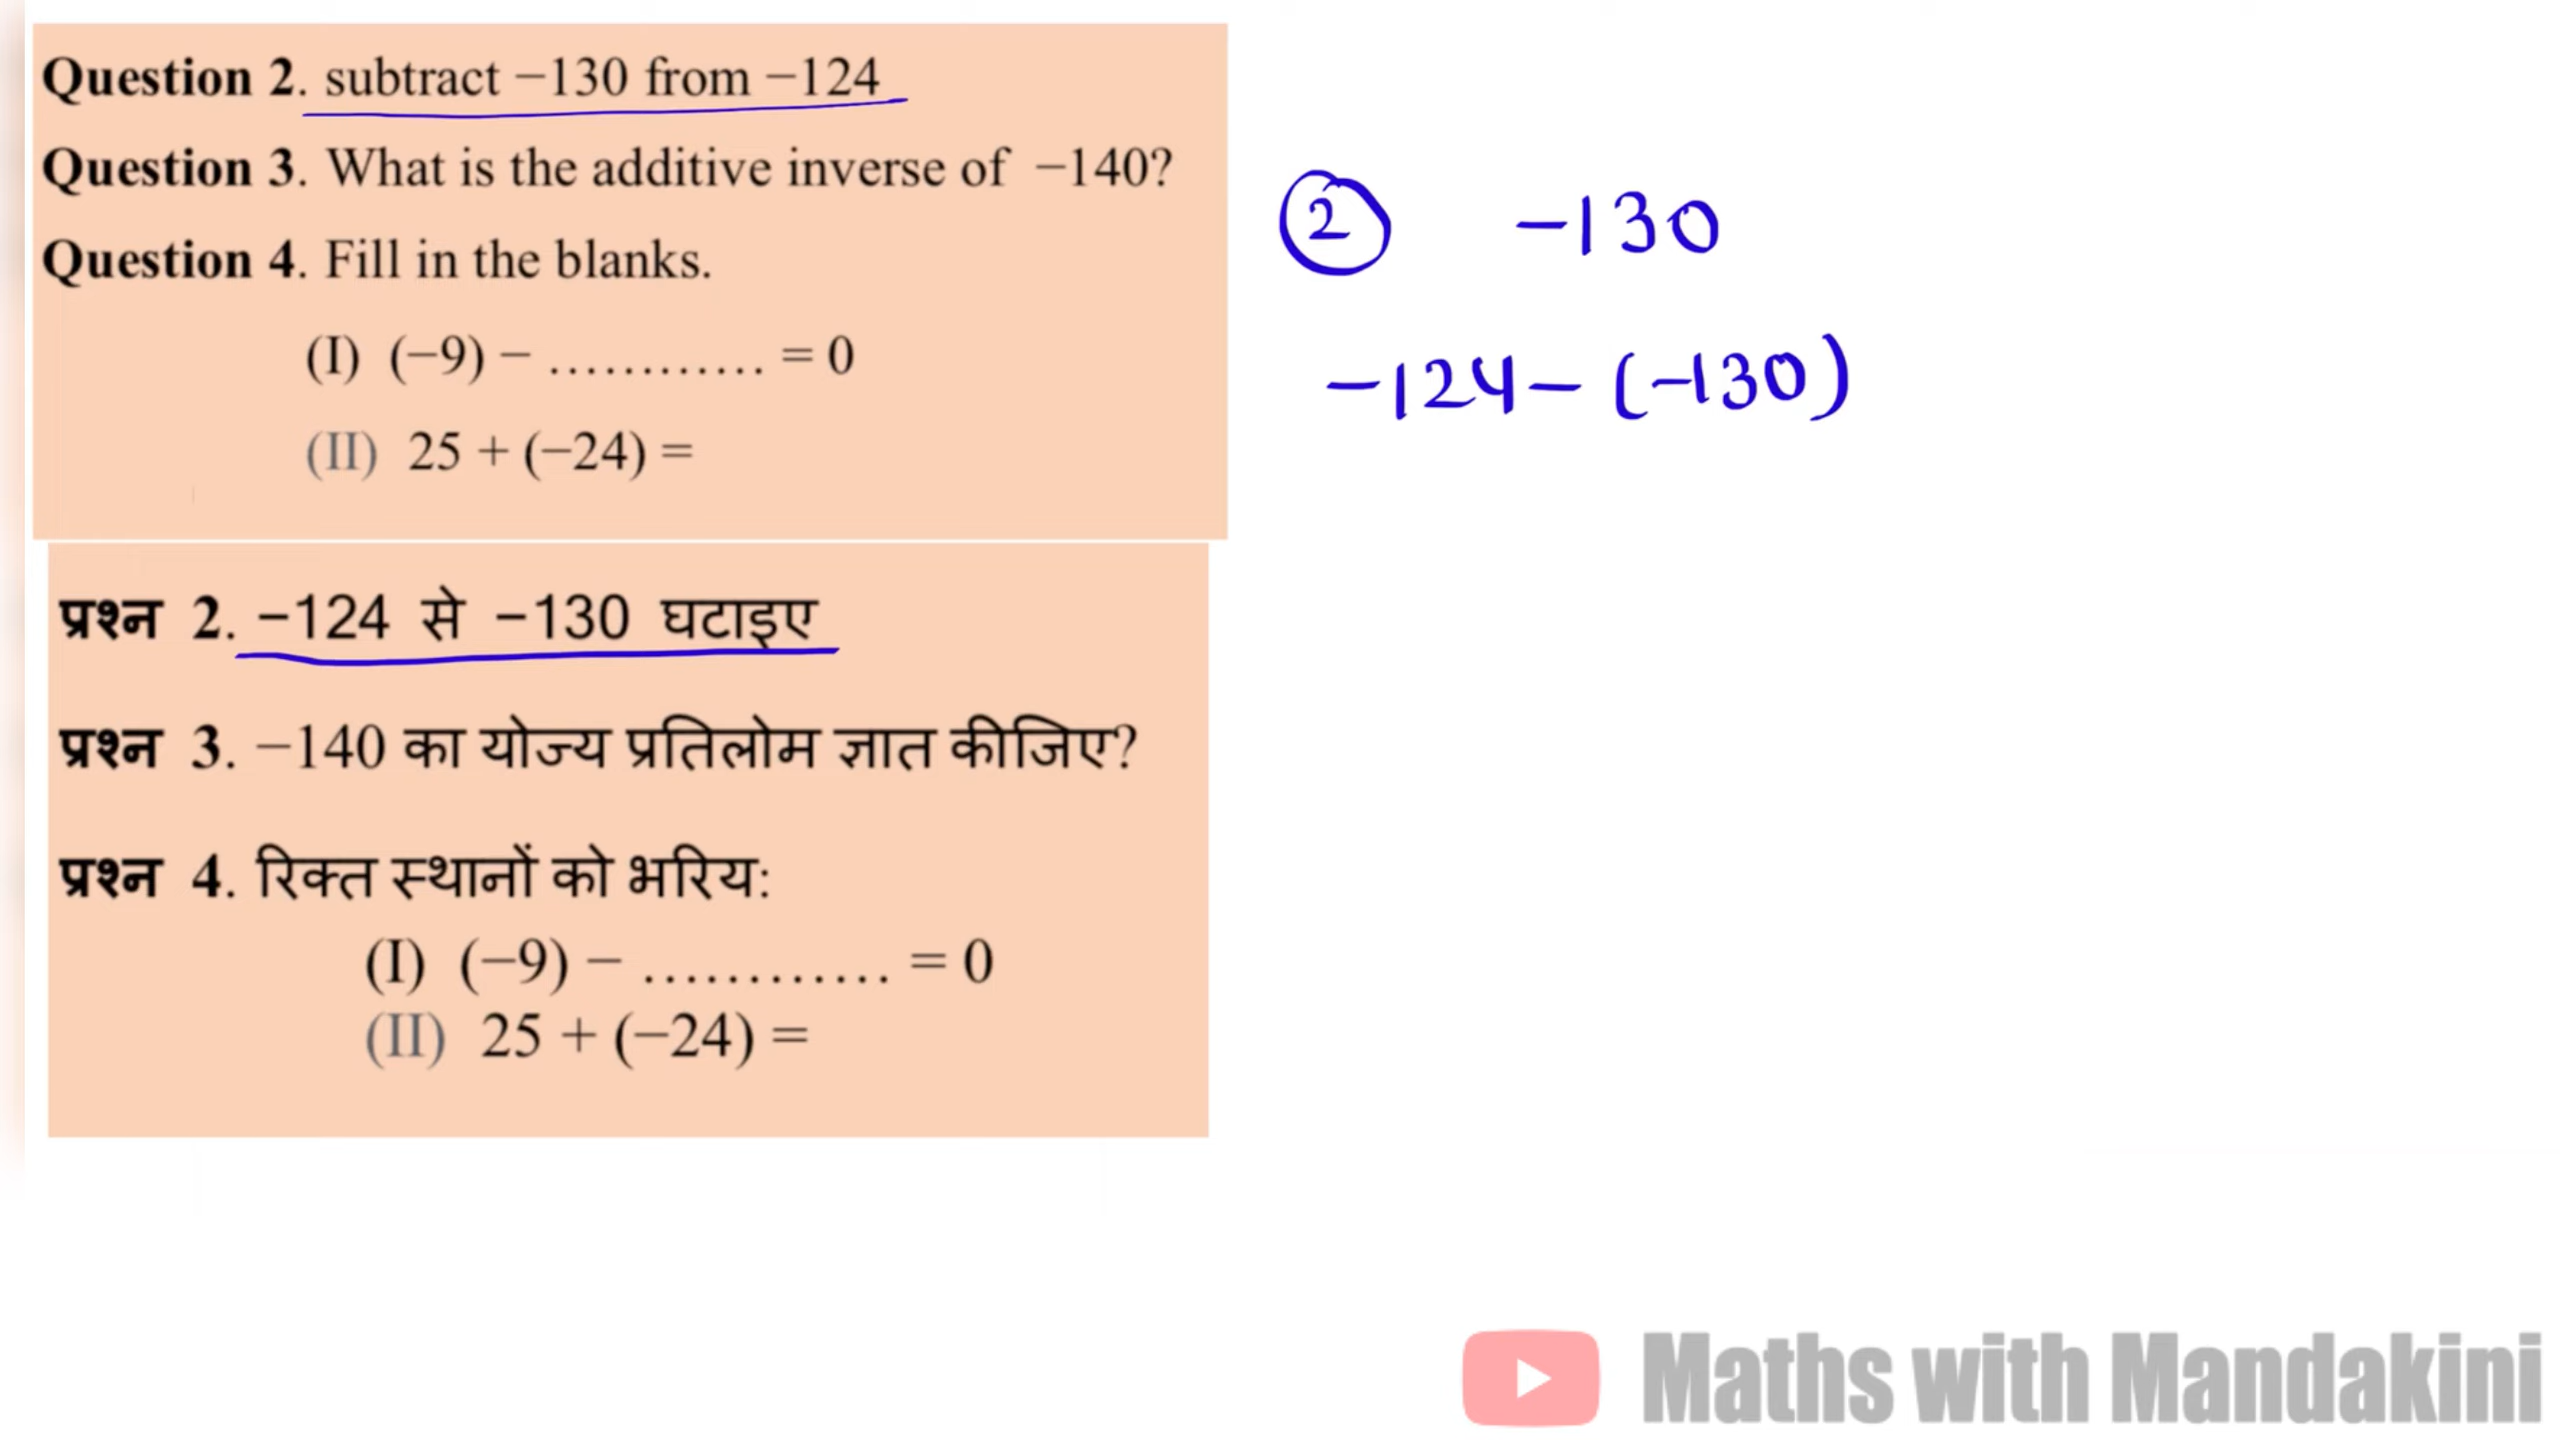 Question 2. subtract −130 from −124
Question 3. What is the additive inverse of −140?
Question 4. Fill in the blanks.
(I) (−9) − ………… = 0
(II) 25 + (−24) =
प्रश्न 2. −124 से −130 घटाइए
प्रश्न 3. −140 का योज्य प्रतिलोम ज्ञात कीजिए?
प्रश्न 4. रिक्त स्थानों को भरिय:
(I) (−9) − ………… = 0
(II) 25 + (−24) =
2 −130
−124 − (−130)
Maths with Mandakini